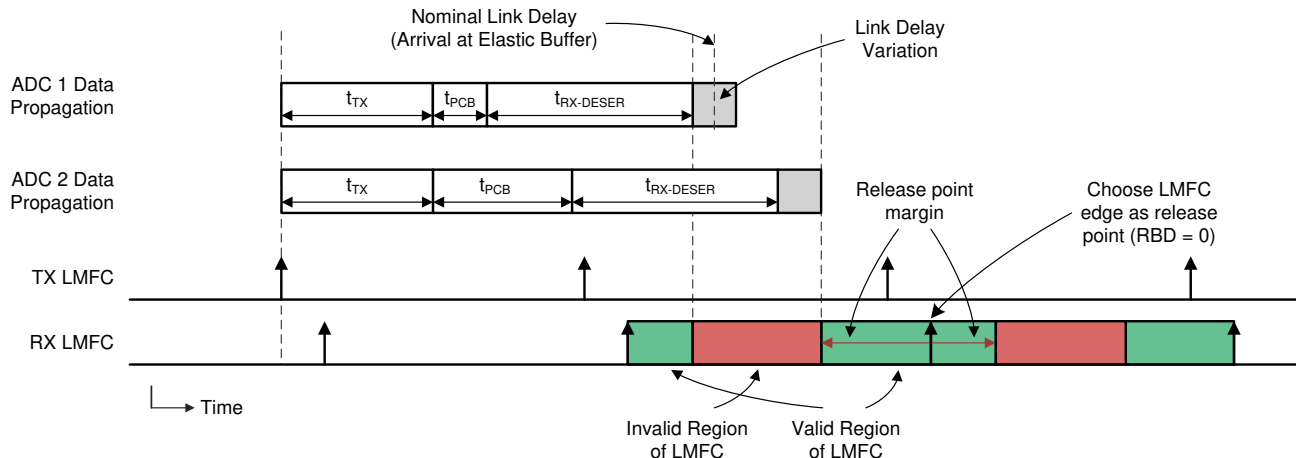 Nominal Link Delay
(Arrival at Elastic Buffer)
Link Delay
Variation
ADC 1 Data
Propagation
tTX
tPCB
tRX-DESER
ADC 2 Data
Propagation
tTX
tPCB
tRX-DESER
Release point
margin
Choose LMFC
edge as release
point (RBD = 0)
TX LMFC
RX LMFC
Time
Invalid Region
of LMFC
Valid Region
of LMFC